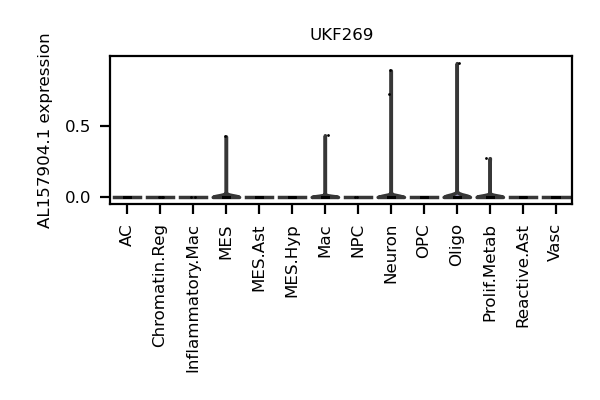 UKF269
AL157904.1 expression
0.5
0.0
AC
Chromatin.Reg
Inflammatory.Mac
MES
MES.Ast
MES.Hyp
Mac
NPC
Neuron
OPC
Oligo
Prolif.Metab
Reactive.Ast
Vasc